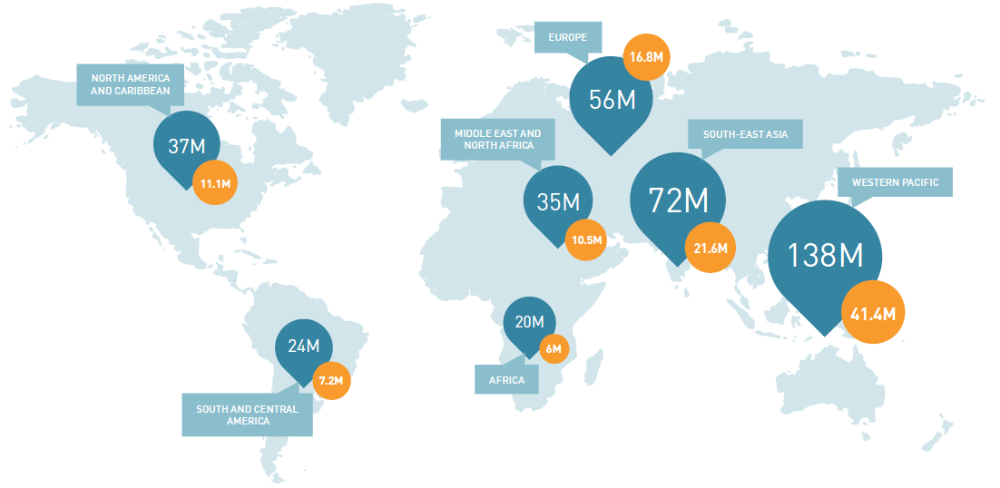 NORTH AMERICA
AND CARIBBEAN
37M
11.1M
SOUTH AND CENTRAL
AMERICA
24M
7.2M
EUROPE
56M
16.8M
MIDDLE EAST AND
NORTH AFRICA
35M
10.5M
AFRICA
20M
6M
SOUTH-EAST ASIA
72M
21.6M
WESTERN PACIFIC
138M
41.4M